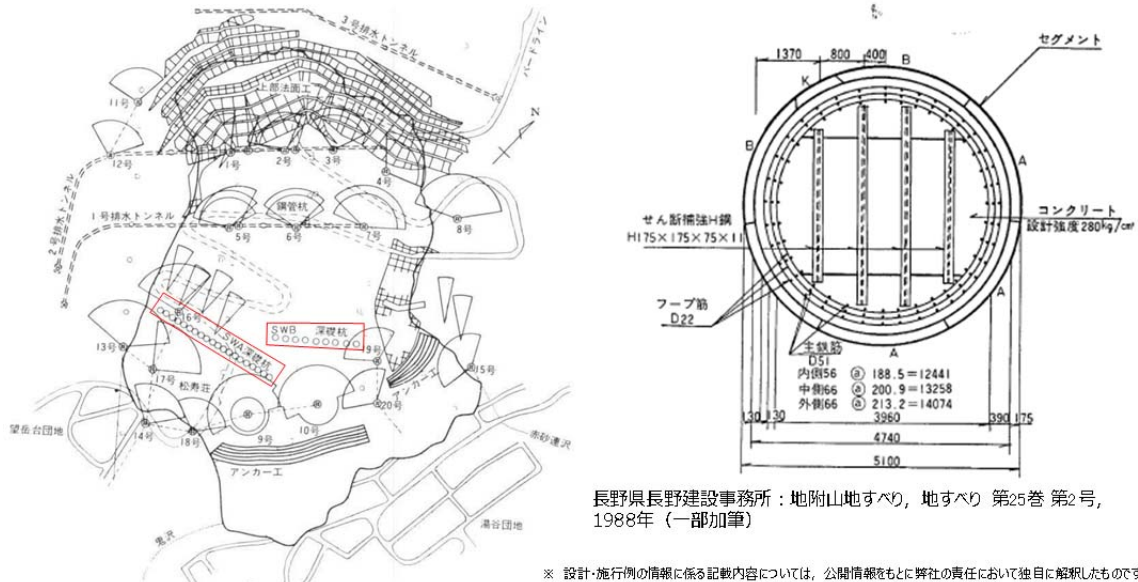 3号排水トンネル
バードライン
上部法面工
11号
12号
1号
2号
3号
4号
N
鋼管杭
1号排水トンネル
2号排水トンネル
5号
6号
7号
8号
16号
SWA深礎杭
SWB 深礎杭
13号
17号
松寿荘
19号
15号
アンカー工
20号
望岳台団地
14号
18号
9号
10号
アンカー工
赤砂連沢
湯谷団地
1370
800
400
B
セグメント
K
B
A
せん断補強H鋼
H175×175×75×11
コンクリート
設計強度280kg/cm²
フープ筋
D22
A
主鉄筋
D51
A
内側56 ⓐ 188.5=12441
中側66 ⓐ 200.9=13258
外側66 ⓐ 213.2=14074
130
130
3960
390
175
4740
5100
長野県長野建設事務所:地附山地すべり,地すべり 第25巻 第2号,
1988年(一部加筆)
※ 設計・施行例の情報に係る記載内容については,公開情報をもとに弊社の責任において独自に解釈したものです